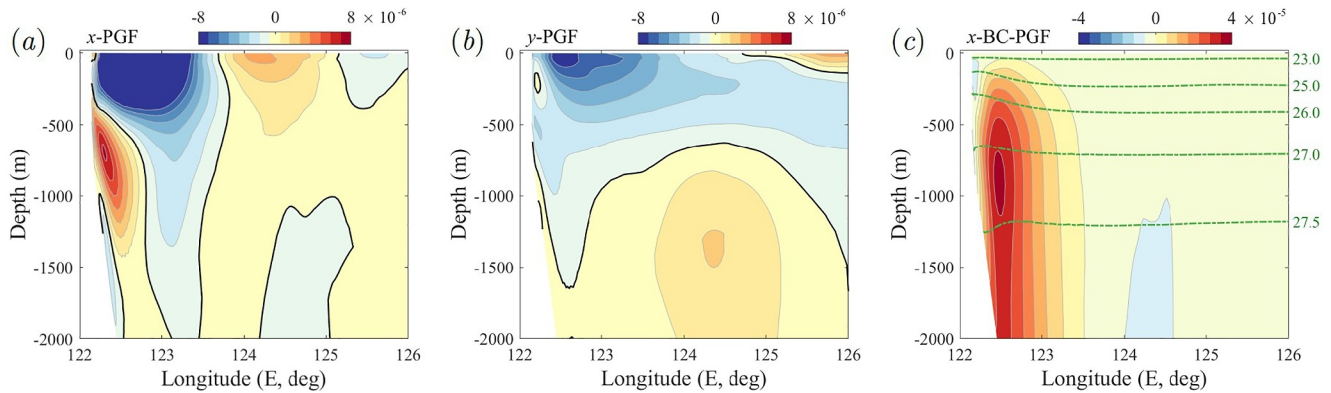 (a) x-PGF -8 0 8 × 10⁻⁶
0
-500
-1000
-1500
-2000
Depth (m)
122 123 124 125 126
Longitude (E, deg)
(b) y-PGF -8 0 8 × 10⁻⁶
0
-500
-1000
-1500
-2000
Depth (m)
122 123 124 125 126
Longitude (E, deg)
(c) x-BC-PGF -4 0 4 × 10⁻⁵
0
-500
-1000
-1500
-2000
Depth (m)
23.0
25.0
26.0
27.0
27.5
122 123 124 125 126
Longitude (E, deg)